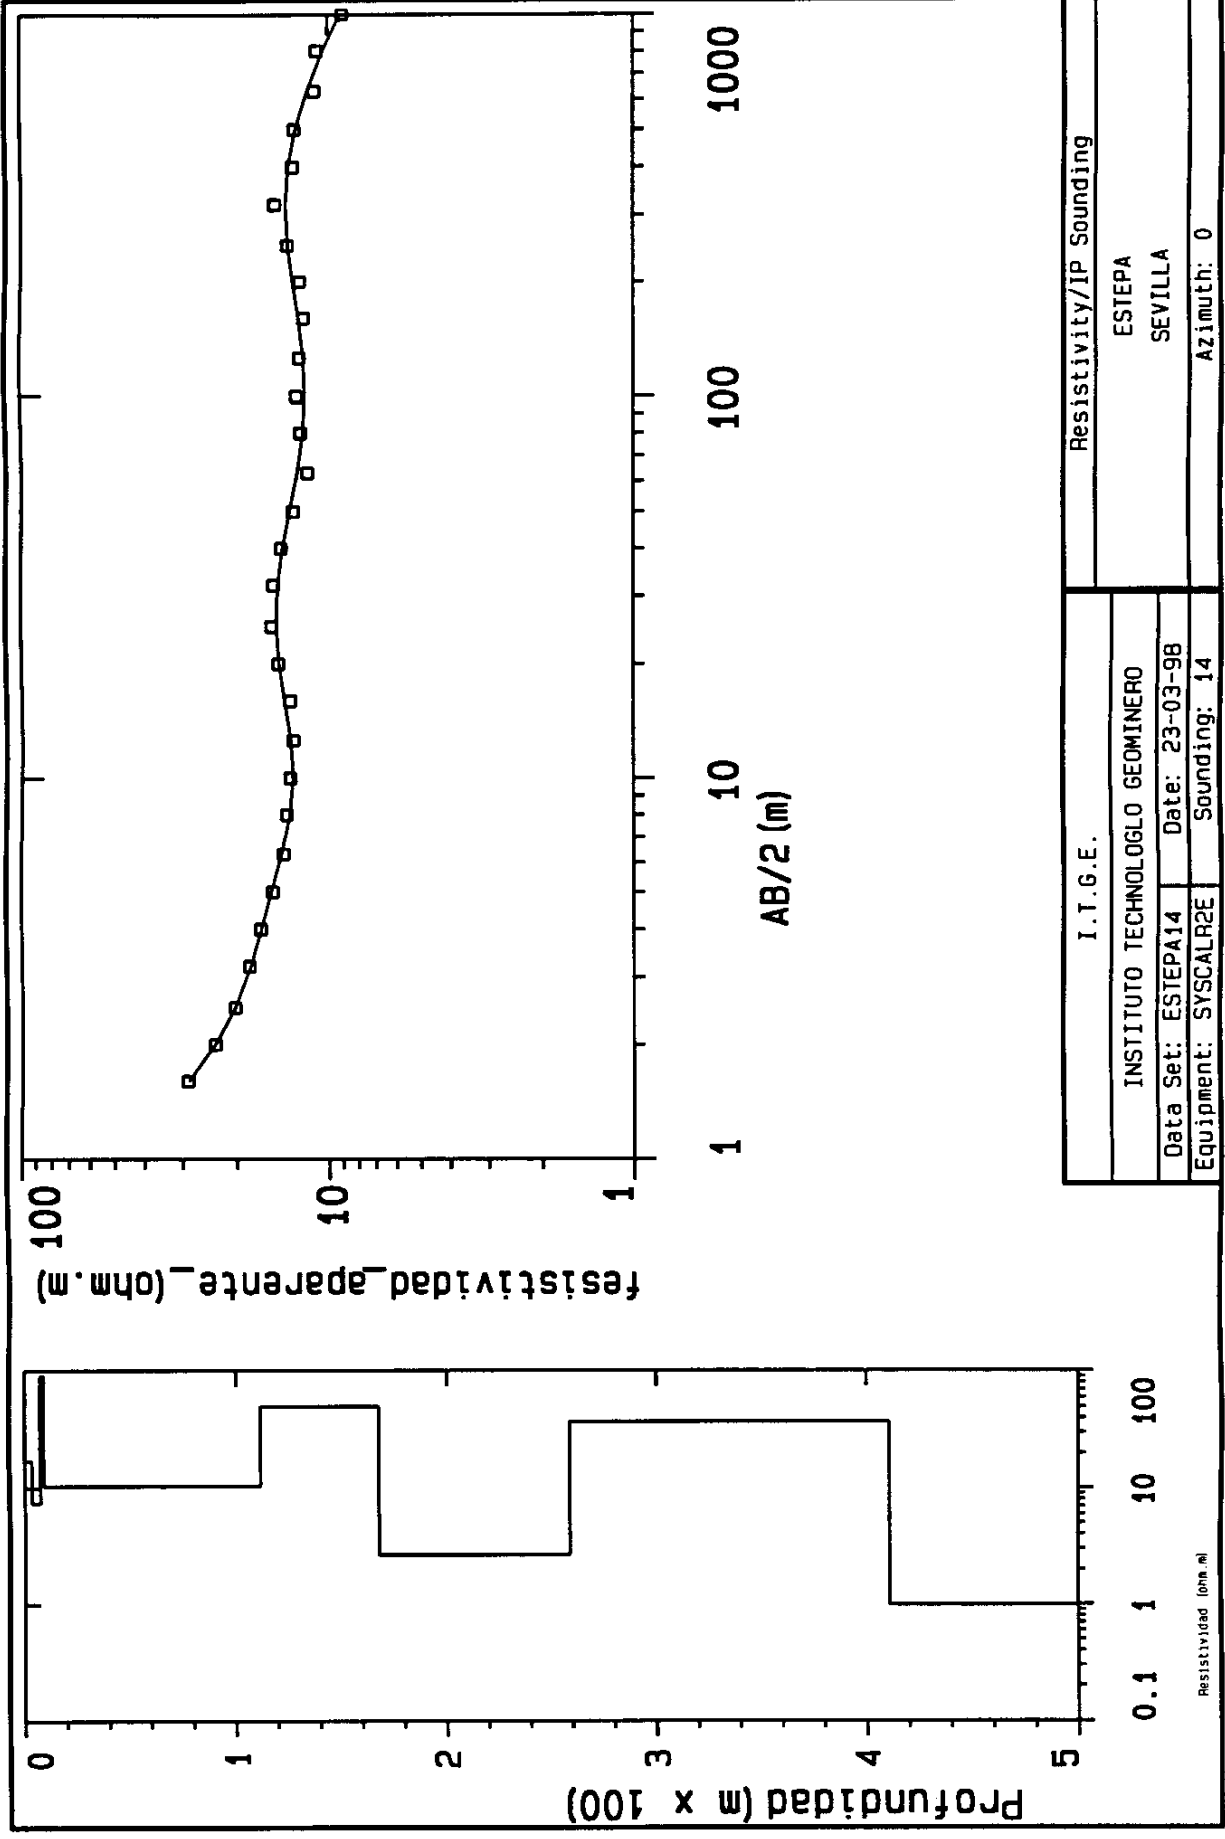 fesistividad_aparente_(ohm.m)
100
10
1
1
10
100
1000
AB/2(m)
Profundidad(m x 100)
0
1
2
3
4
5
0.1
1
10
100
Resistividad (ohm.m)
I.T.G.E.
INSTITUTO TECHNOLOGLO GEOMINERO
Data Set: ESTEPA14
Date: 23-03-98
Equipment: SYSCALR2E
Sounding: 14
Resistivity/IP Sounding
ESTEPA
SEVILLA
Azimuth: 0